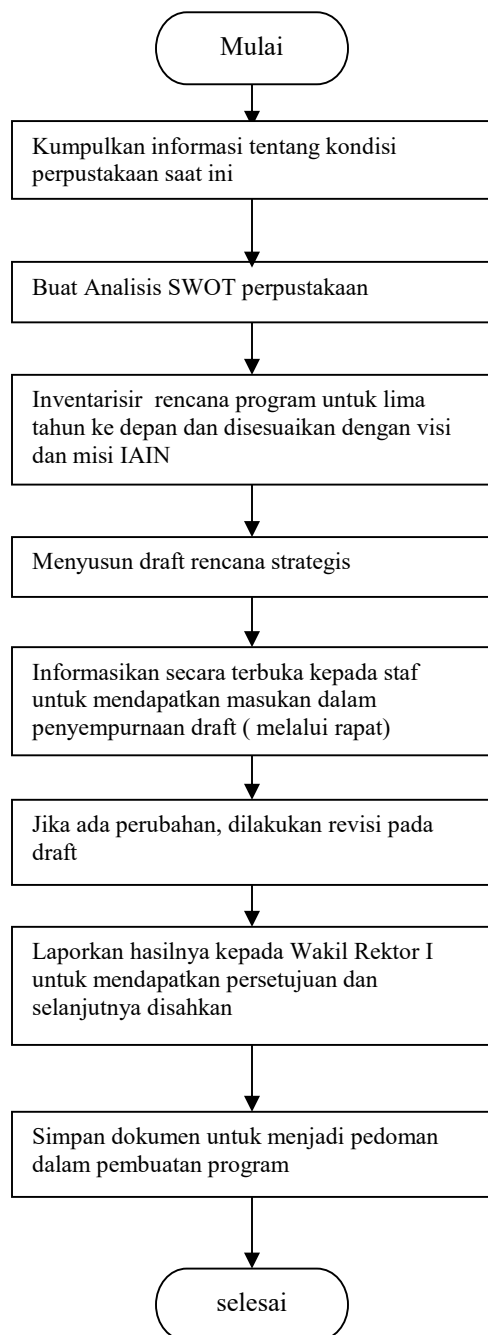 Mulai
Kumpulkan informasi tentang kondisi
perpustakaan saat ini
Buat Analisis SWOT perpustakaan
Inventarisir  rencana program untuk lima
tahun ke depan dan disesuaikan dengan visi
dan misi IAIN
Menyusun draft rencana strategis
Informasikan secara terbuka kepada staf
untuk mendapatkan masukan dalam
penyempurnaan draft ( melalui rapat)
Jika ada perubahan, dilakukan revisi pada
draft
Laporkan hasilnya kepada Wakil Rektor I
untuk mendapatkan persetujuan dan
selanjutnya disahkan
Simpan dokumen untuk menjadi pedoman
dalam pembuatan program
selesai